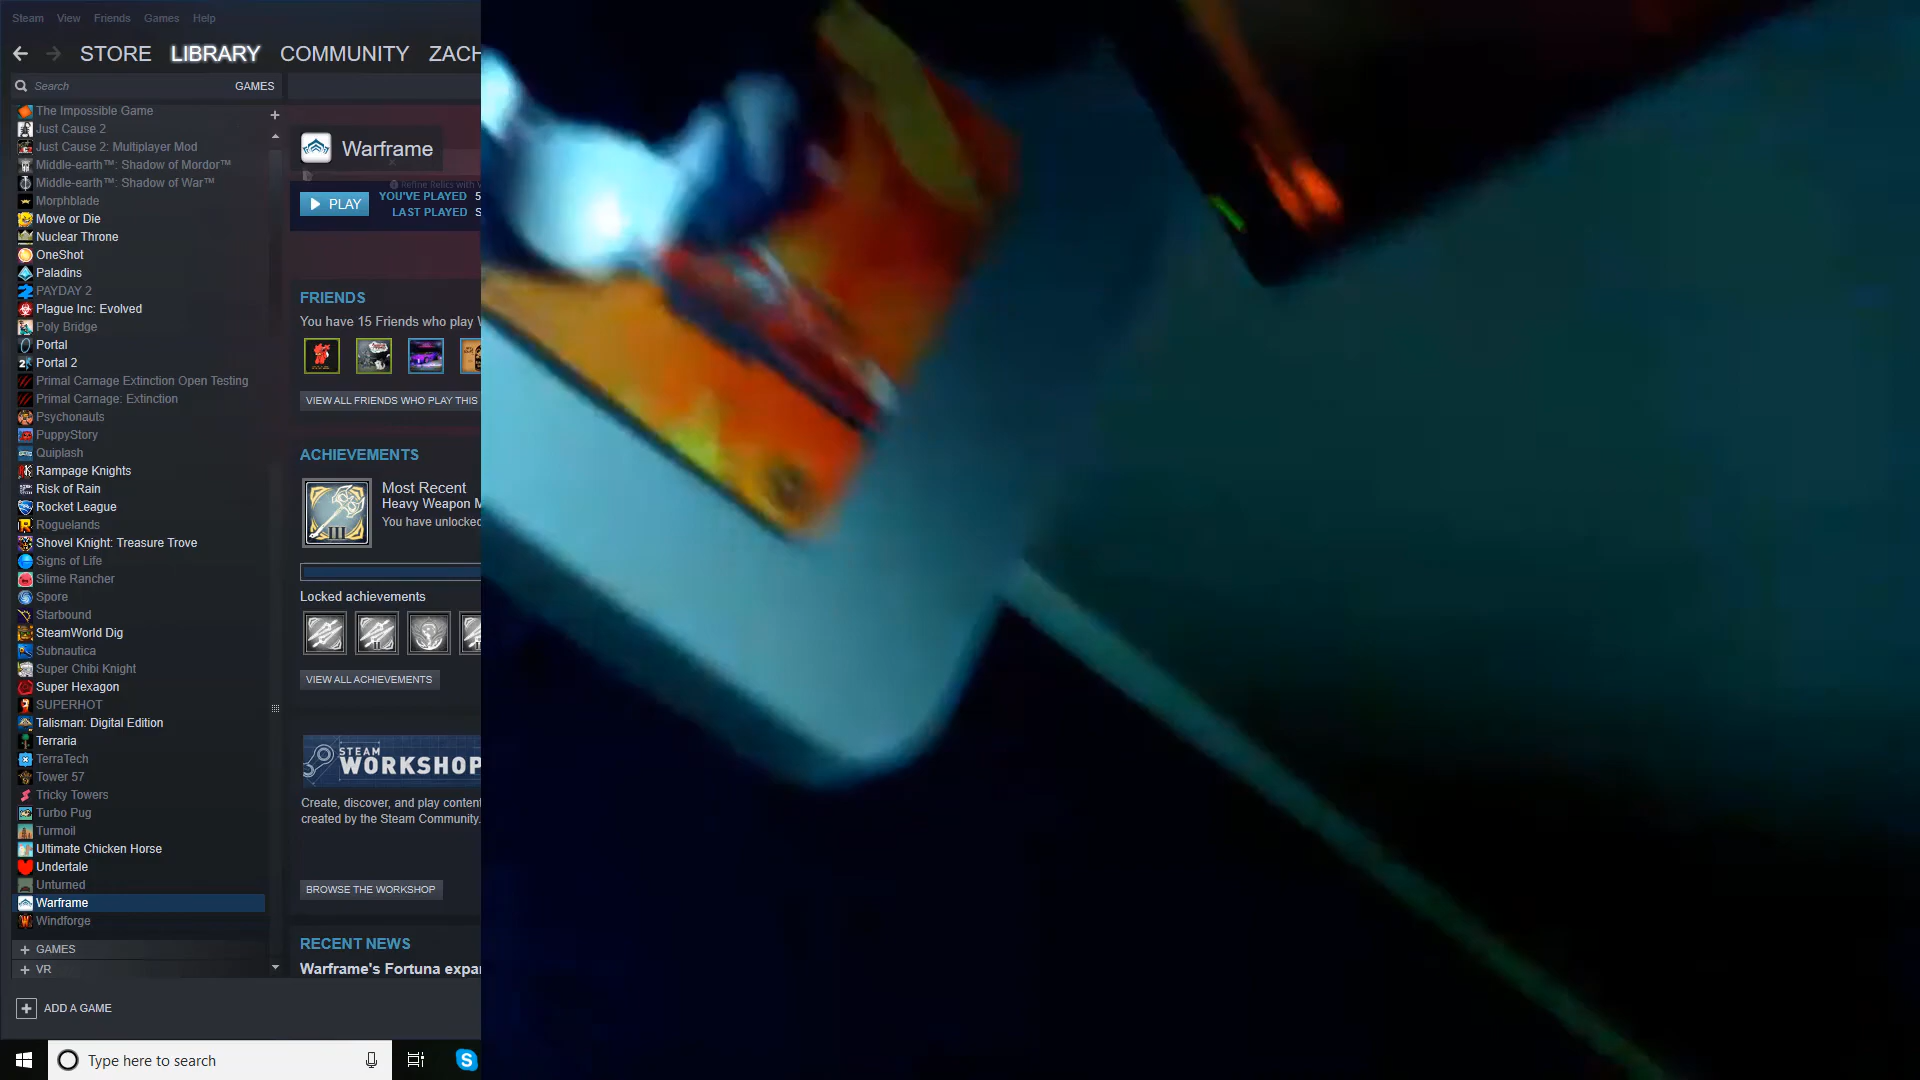 Steam View Friends Games Help
STORE LIBRARY COMMUNITY ZACH
Search GAMES
The Impossible Game
Just Cause 2
Just Cause 2: Multiplayer Mod
Middle-earth™: Shadow of Mordor™
Middle-earth™: Shadow of War™
Morphblade
Move or Die
Nuclear Throne
OneShot
Paladins
PAYDAY 2
Plague Inc: Evolved
Poly Bridge
Portal
Portal 2
Primal Carnage Extinction Open Testing
Primal Carnage: Extinction
Psychonauts
PuppyStory
Quiplash
Rampage Knights
Risk of Rain
Rocket League
Roguelands
Shovel Knight: Treasure Trove
Signs of Life
Slime Rancher
Spore
Starbound
SteamWorld Dig
Subnautica
Super Chibi Knight
Super Hexagon
SUPERHOT
Talisman: Digital Edition
Terraria
TerraTech
Tower 57
Tricky Towers
Turbo Pug
Turmoil
Ultimate Chicken Horse
Undertale
Unturned
Warframe
Windforge
+ GAMES
+ VR
+ ADD A GAME
Warframe
Refine Relics with
PLAY
YOU'VE PLAYED 5
LAST PLAYED S
FRIENDS
You have 15 Friends who play
VIEW ALL FRIENDS WHO PLAY THIS
ACHIEVEMENTS
Most Recent
Heavy Weapon M
You have unlocked
Locked achievements
VIEW ALL ACHIEVEMENTS
STEAM
WORKSHOP
Create, discover, and play content
created by the Steam Community.
BROWSE THE WORKSHOP
RECENT NEWS
Warframe's Fortuna expa
Type here to search